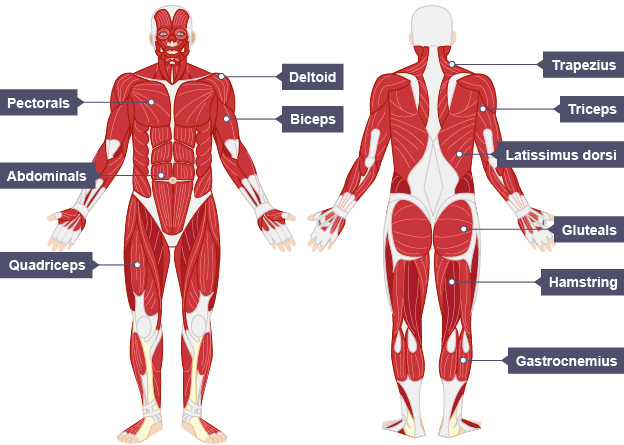 Deltoid
Pectorals
Biceps
Abdominals
Quadriceps
Trapezius
Triceps
Latissimus dorsi
Gluteals
Hamstring
Gastrocnemius